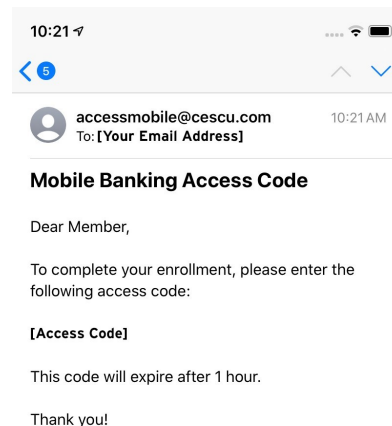 10:21
5
accessmobile@cescu.com 10:21 AM
To: [Your Email Address]
Mobile Banking Access Code
Dear Member,
To complete your enrollment, please enter the
following access code:
[Access Code]
This code will expire after 1 hour.
Thank you!